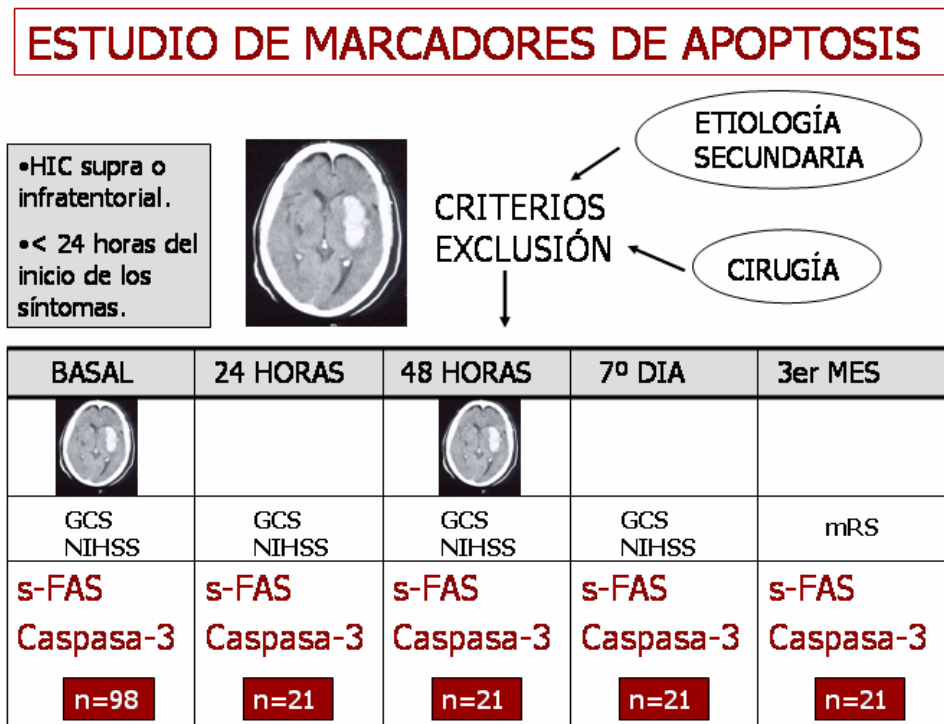 ESTUDIO DE MARCADORES DE APOPTOSIS
•HIC supra o
infratentorial.
•< 24 horas del
inicio de los
síntomas.
ETIOLOGÍA
SECUNDARIA
CRITERIOS
EXCLUSIÓN
CIRUGÍA
BASAL 24 HORAS 48 HORAS 7º DIA 3er MES
GCS GCS GCS GCS mRS
NIHSS NIHSS NIHSS NIHSS
s-FAS s-FAS s-FAS s-FAS s-FAS
Caspasa-3 Caspasa-3 Caspasa-3 Caspasa-3 Caspasa-3
n=98 n=21 n=21 n=21 n=21